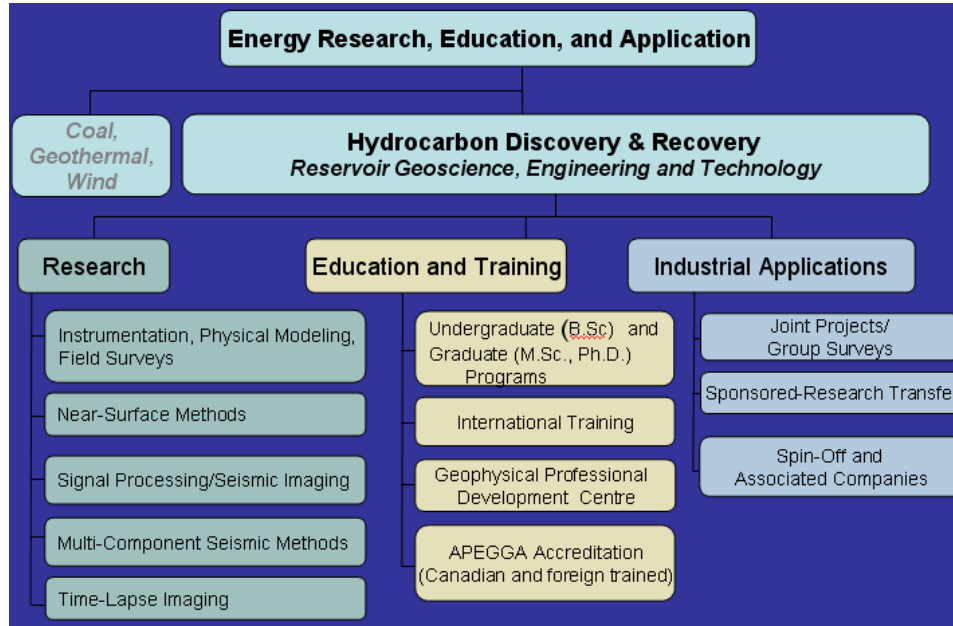 Energy Research, Education, and Application
Coal,
Geothermal,
Wind
Hydrocarbon Discovery & Recovery
Reservoir Geoscience, Engineering and Technology
Research
Instrumentation, Physical Modeling,
Field Surveys
Near-Surface Methods
Signal Processing/Seismic Imaging
Multi-Component Seismic Methods
Time-Lapse Imaging
Education and Training
Undergraduate (B.Sc) and
Graduate (M.Sc., Ph.D.)
Programs
International Training
Geophysical Professional
Development Centre
APEGGA Accreditation
(Canadian and foreign trained)
Industrial Applications
Joint Projects/
Group Surveys
Sponsored-Research Transfe
Spin-Off and
Associated Companies